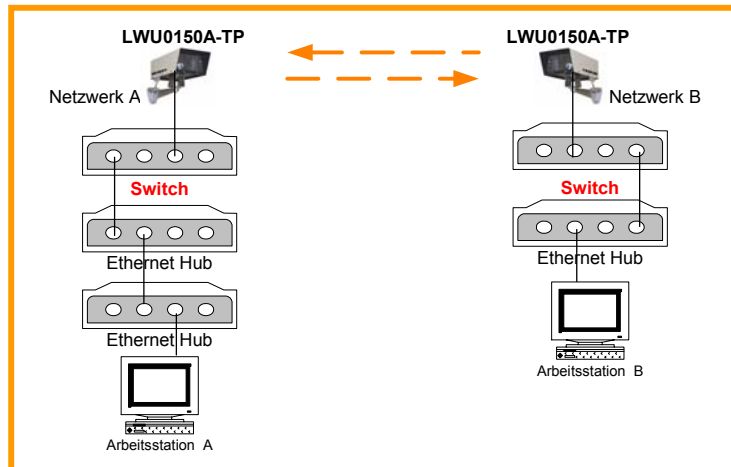 LWU0150A-TP
LWU0150A-TP
Netzwerk A
Netzwerk B
Switch
Switch
Ethernet Hub
Ethernet Hub
Ethernet Hub
Arbeitsstation B
Arbeitsstation A